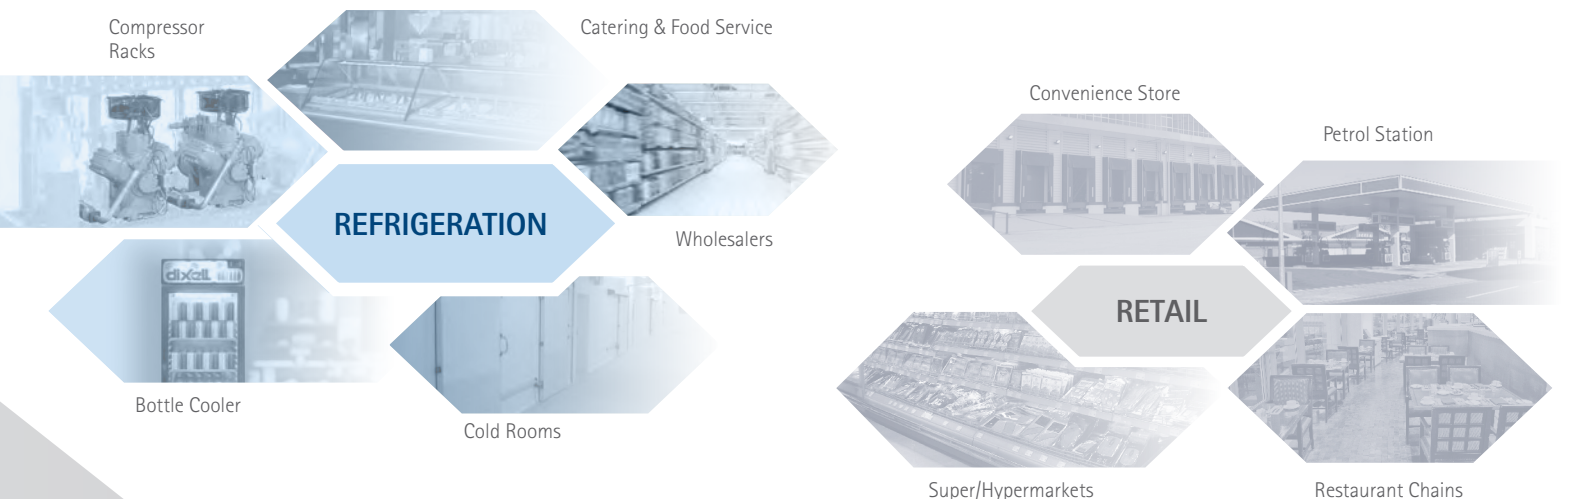 Compressor
Racks
Catering & Food Service
REFRIGERATION
Wholesalers
dixell
Bottle Cooler
Cold Rooms
Convenience Store
Petrol Station
RETAIL
Super/Hypermarkets
Restaurant Chains